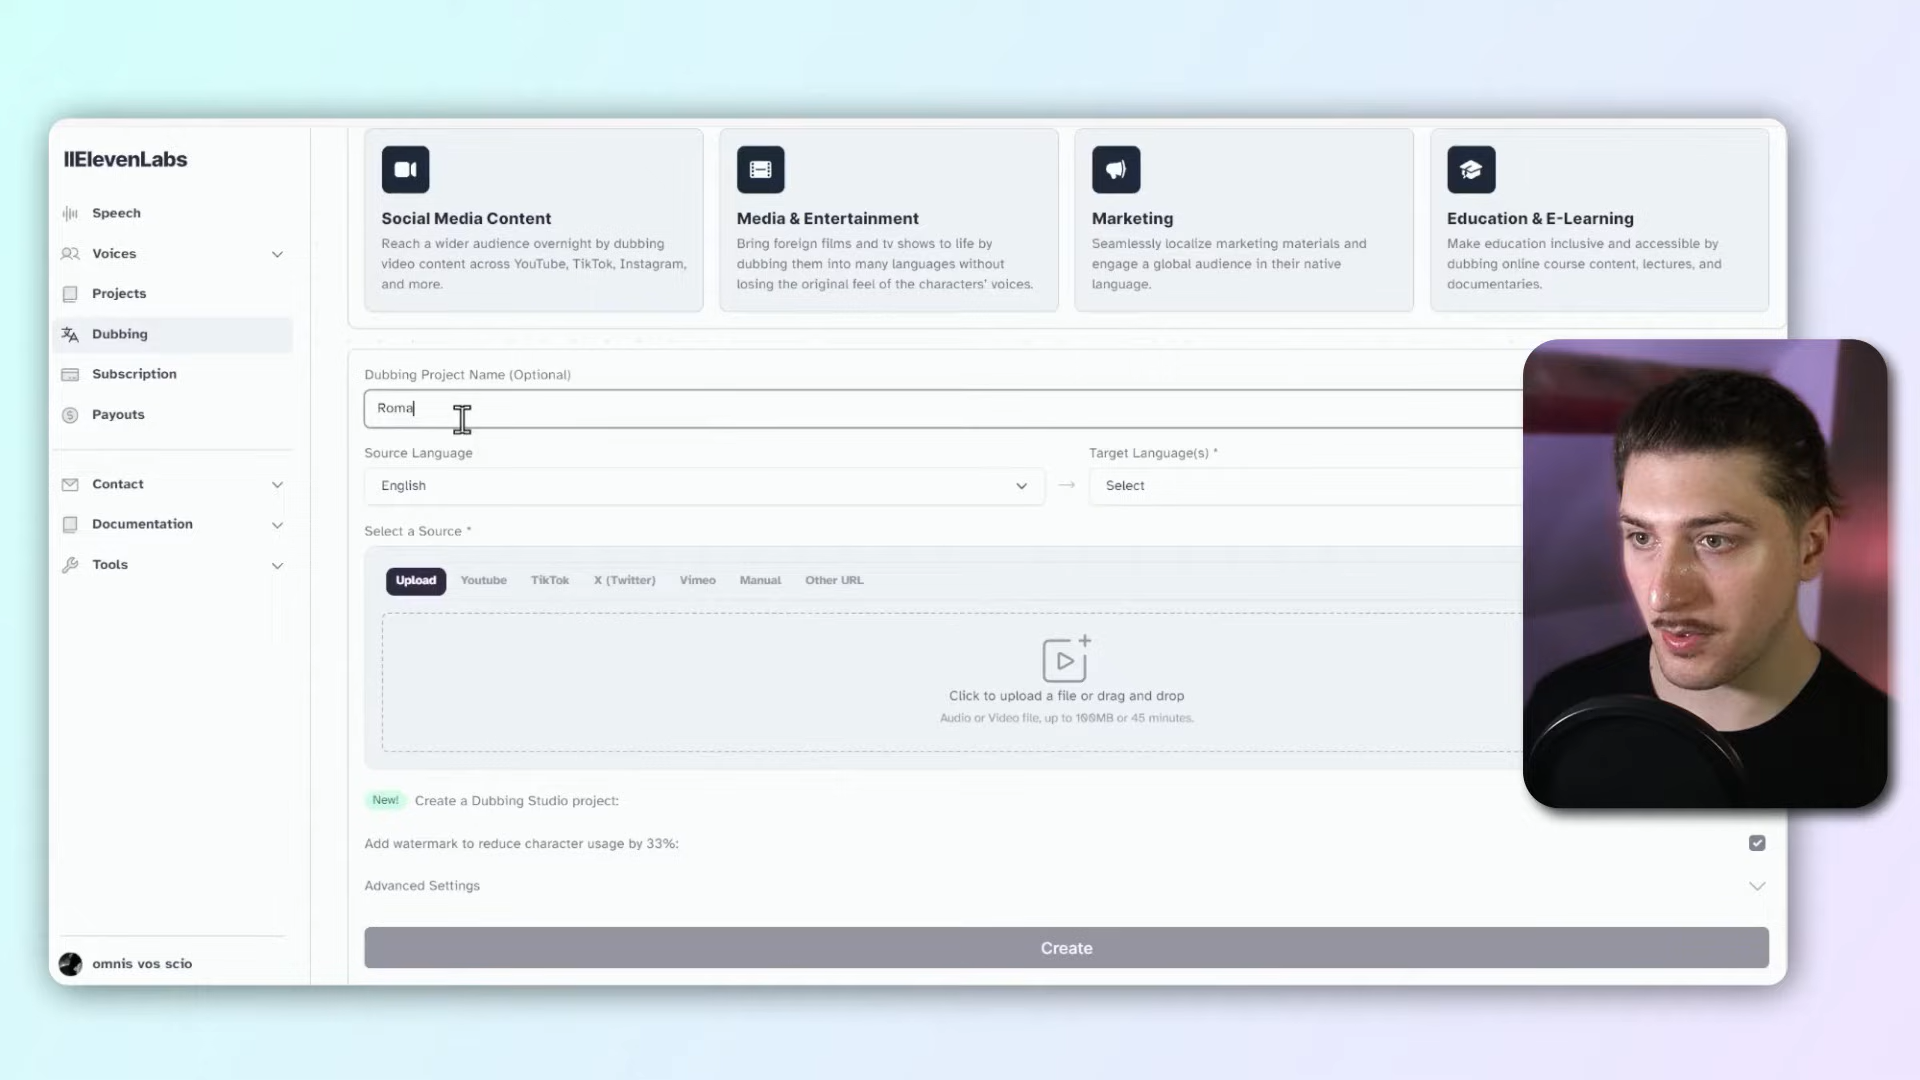 IIElevenLabs
Speech
Voices
Projects
Dubbing
Subscription
Payouts
Contact
Documentation
Tools
omnis vos scio
Social Media Content
Reach a wider audience overnight by dubbing
video content across YouTube, TikTok, Instagram,
and more.
Media & Entertainment
Bring foreign films and tv shows to life by
dubbing them into many languages without
losing the original feel of the characters' voices.
Marketing
Seamlessly localize marketing materials and
engage a global audience in their native
language.
Education & E-Learning
Make education inclusive and accessible by
dubbing online course content, lectures, and
documentaries.
Dubbing Project Name (Optional)
Roma
Source Language
Target Language(s) *
English
Select
Select a Source *
Upload Youtube TikTok X (Twitter) Vimeo Manual Other URL
Click to upload a file or drag and drop
Audio or Video file, up to 100MB or 45 minutes.
New! Create a Dubbing Studio project:
Add watermark to reduce character usage by 33%:
Advanced Settings
Create